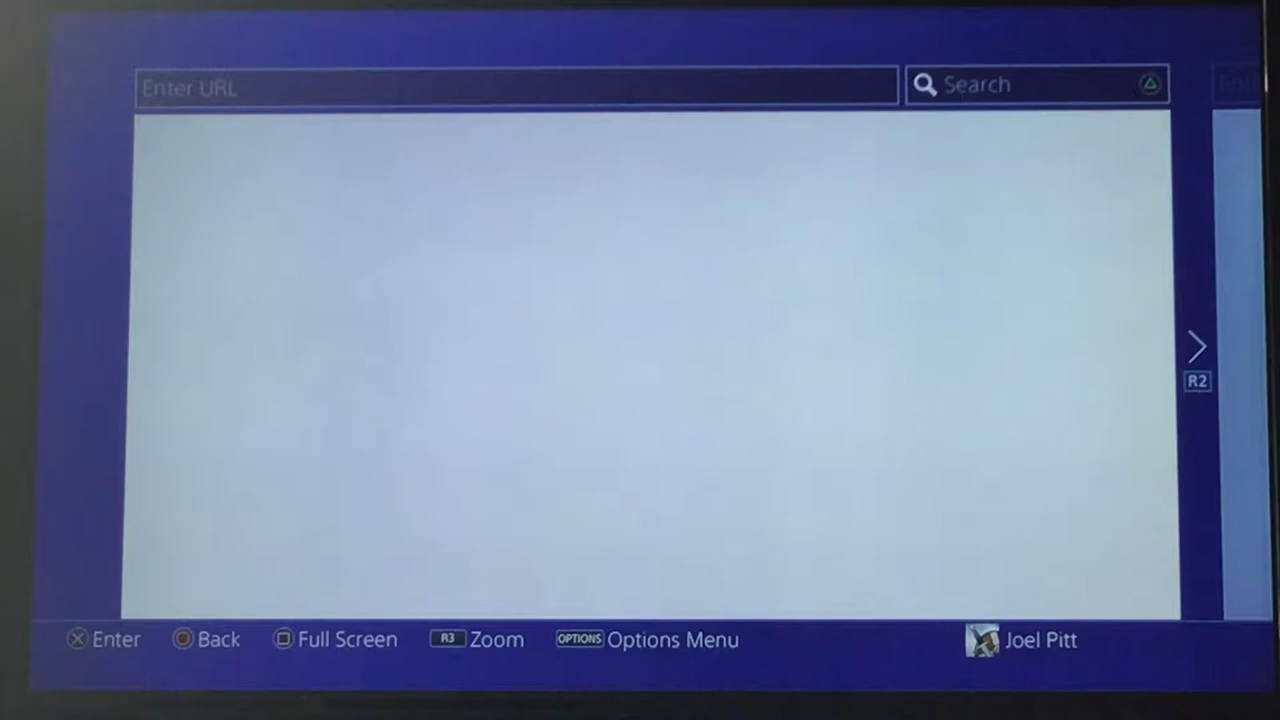 Enter URL
Search
R2
Enter Back Full Screen R3 Zoom OPTIONS Options Menu Joel Pitt